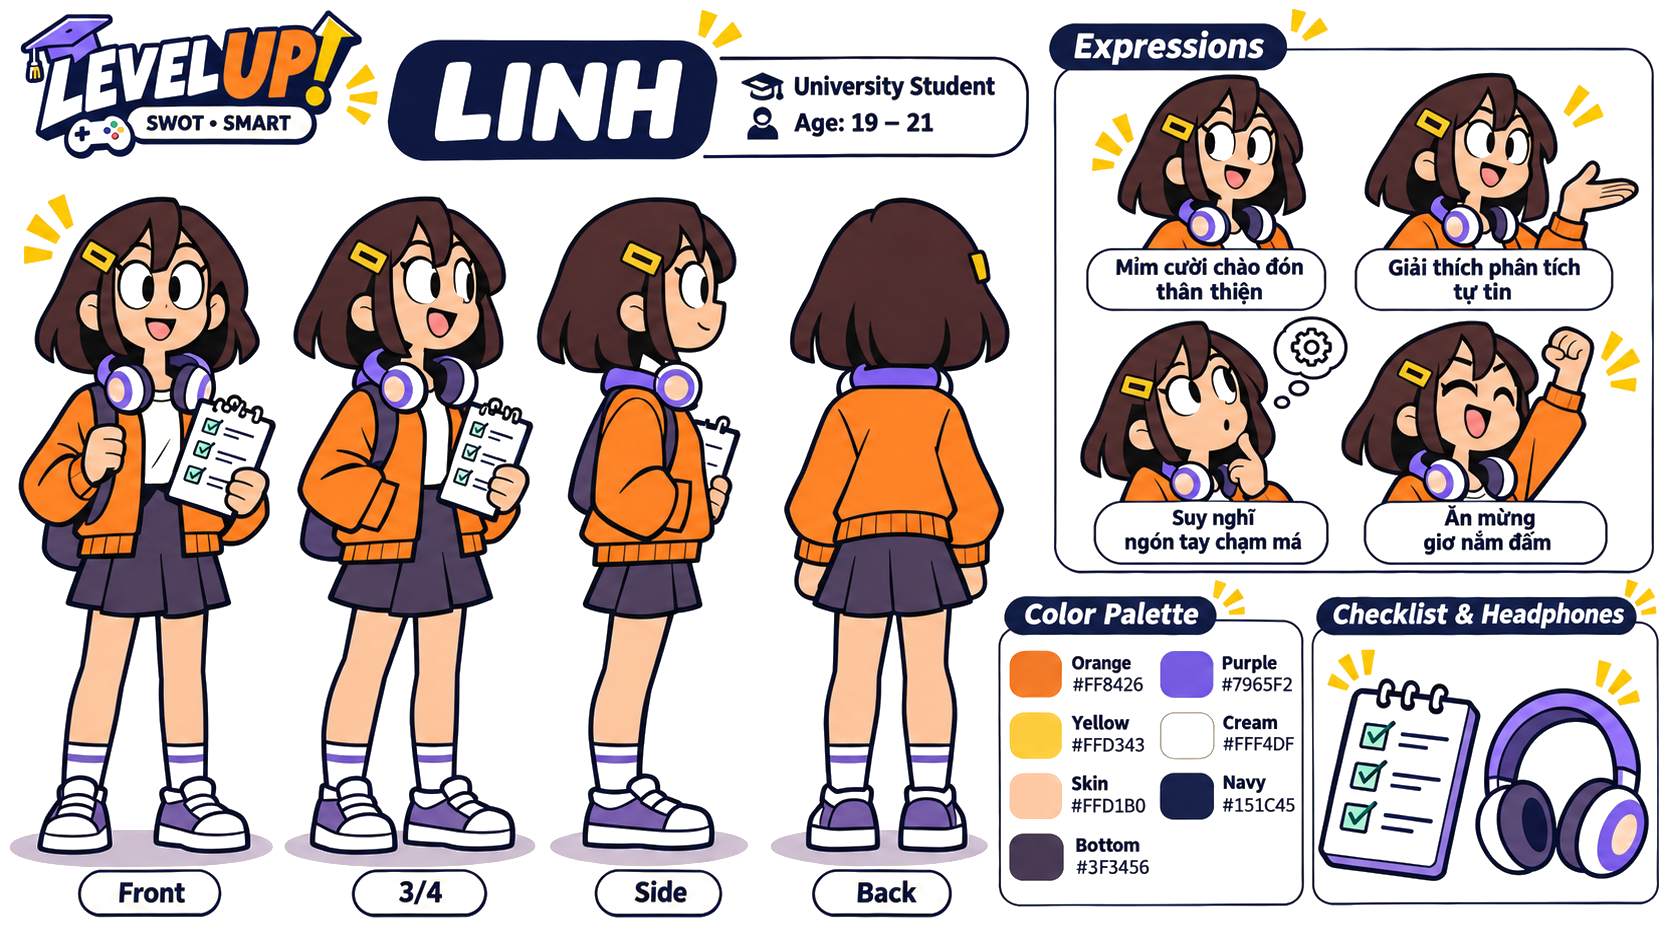 LEVEL UP!
SWOT • SMART
LINH
University Student
Age: 19 – 21
Expressions
Mỉm cười chào đón
thân thiện
Giải thích phân tích
tự tin
Suy nghĩ
ngón tay chạm má
Ăn mừng
giơ nắm đấm
Front
3/4
Side
Back
Color Palette
Orange
#FF8426
Purple
#7965F2
Yellow
#FFD343
Cream
#FFF4DF
Skin
#FFD1B0
Navy
#151C45
Bottom
#3F3456
Checklist & Headphones